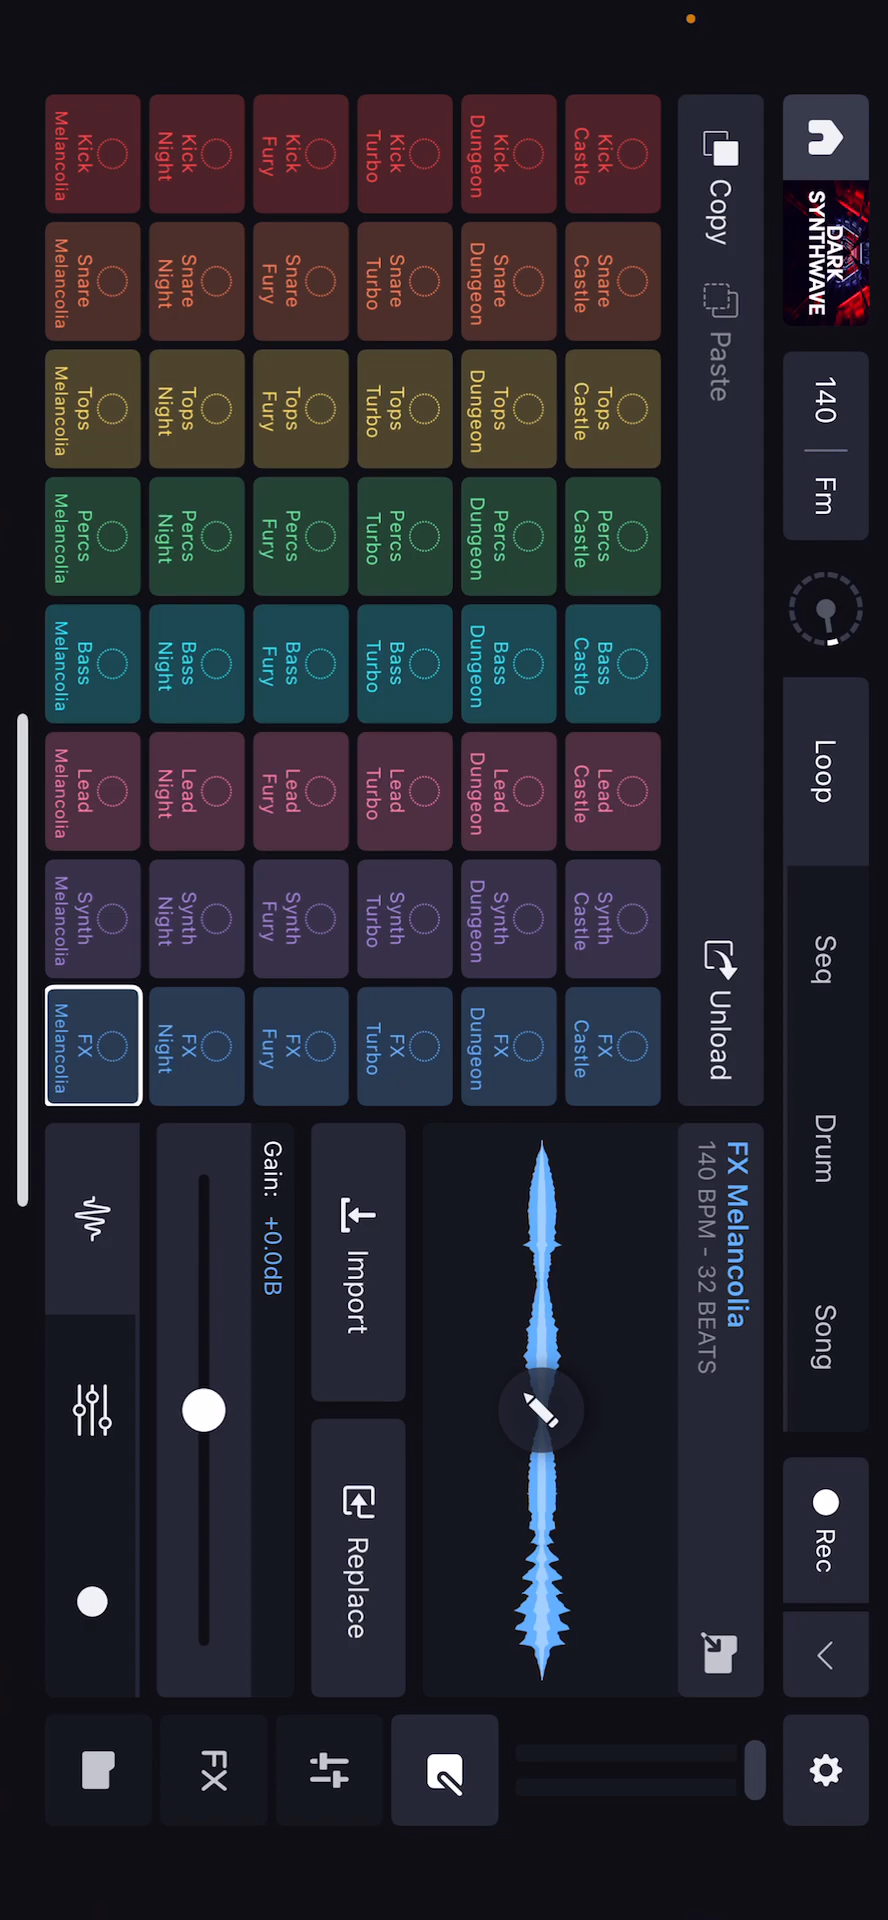 DARK
SYNTHWAVE
140 Fm
Loop
Seq
Drum
Song
Rec
Copy
Paste
Unload
Kick
Castle
Snare
Castle
Tops
Castle
Percs
Castle
Bass
Castle
Lead
Castle
Synth
Castle
FX
Castle
Kick
Dungeon
Snare
Dungeon
Tops
Dungeon
Percs
Dungeon
Bass
Dungeon
Lead
Dungeon
Synth
Dungeon
FX
Dungeon
Kick
Turbo
Snare
Turbo
Tops
Turbo
Percs
Turbo
Bass
Turbo
Lead
Turbo
Synth
Turbo
FX
Turbo
Kick
Fury
Snare
Fury
Tops
Fury
Percs
Fury
Bass
Fury
Lead
Fury
Synth
Fury
FX
Fury
Kick
Night
Snare
Night
Tops
Night
Percs
Night
Bass
Night
Lead
Night
Synth
Night
FX
Night
Kick
Melancolia
Snare
Melancolia
Tops
Melancolia
Percs
Melancolia
Bass
Melancolia
Lead
Melancolia
Synth
Melancolia
FX
Melancolia
FX Melancolia
140 BPM - 32 BEATS
Import
Replace
Gain: +0.0dB
FX